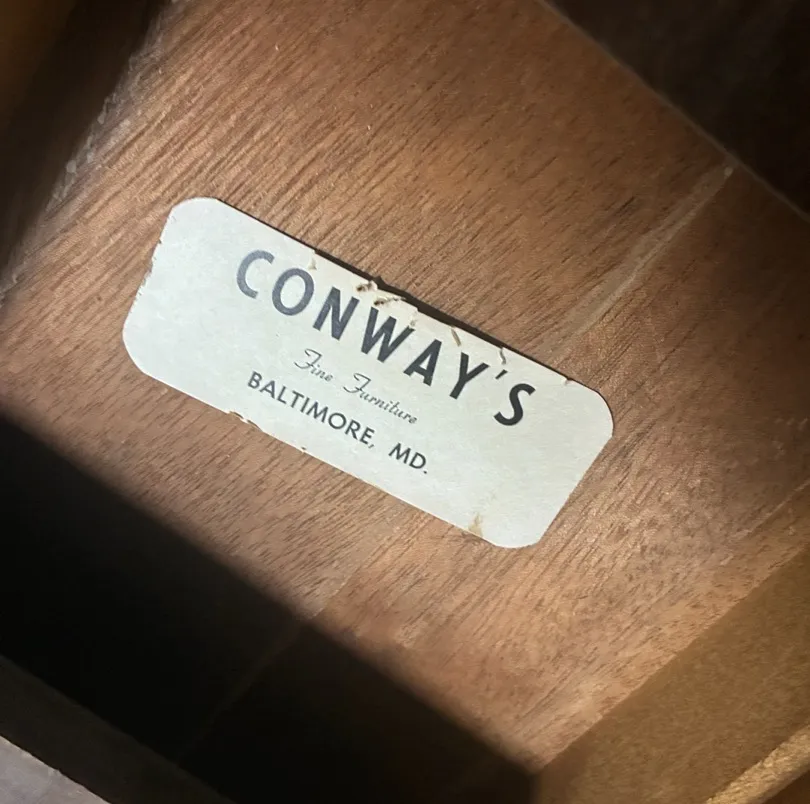 CONWAY'S
Fine Furniture
BALTIMORE, MD.